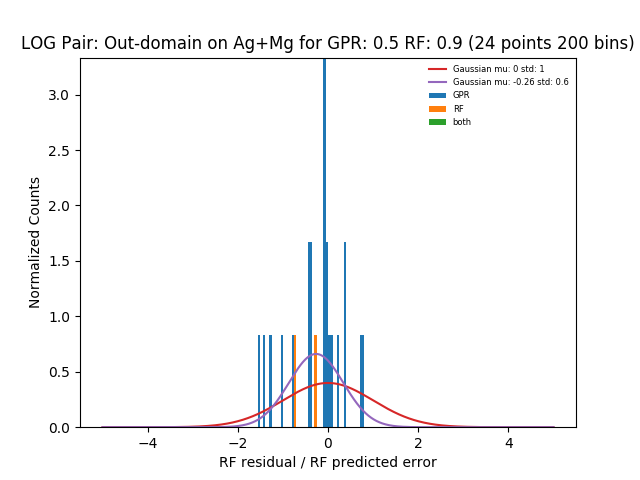 LOG Pair: Out-domain on Ag+Mg for GPR: 0.5 RF: 0.9 (24 points 200 bins)
Gaussian mu: 0 std: 1
Gaussian mu: -0.26 std: 0.6
GPR
RF
both
Normalized Counts
3.0
2.5
2.0
1.5
1.0
0.5
0.0
−4 −2 0 2 4
RF residual / RF predicted error